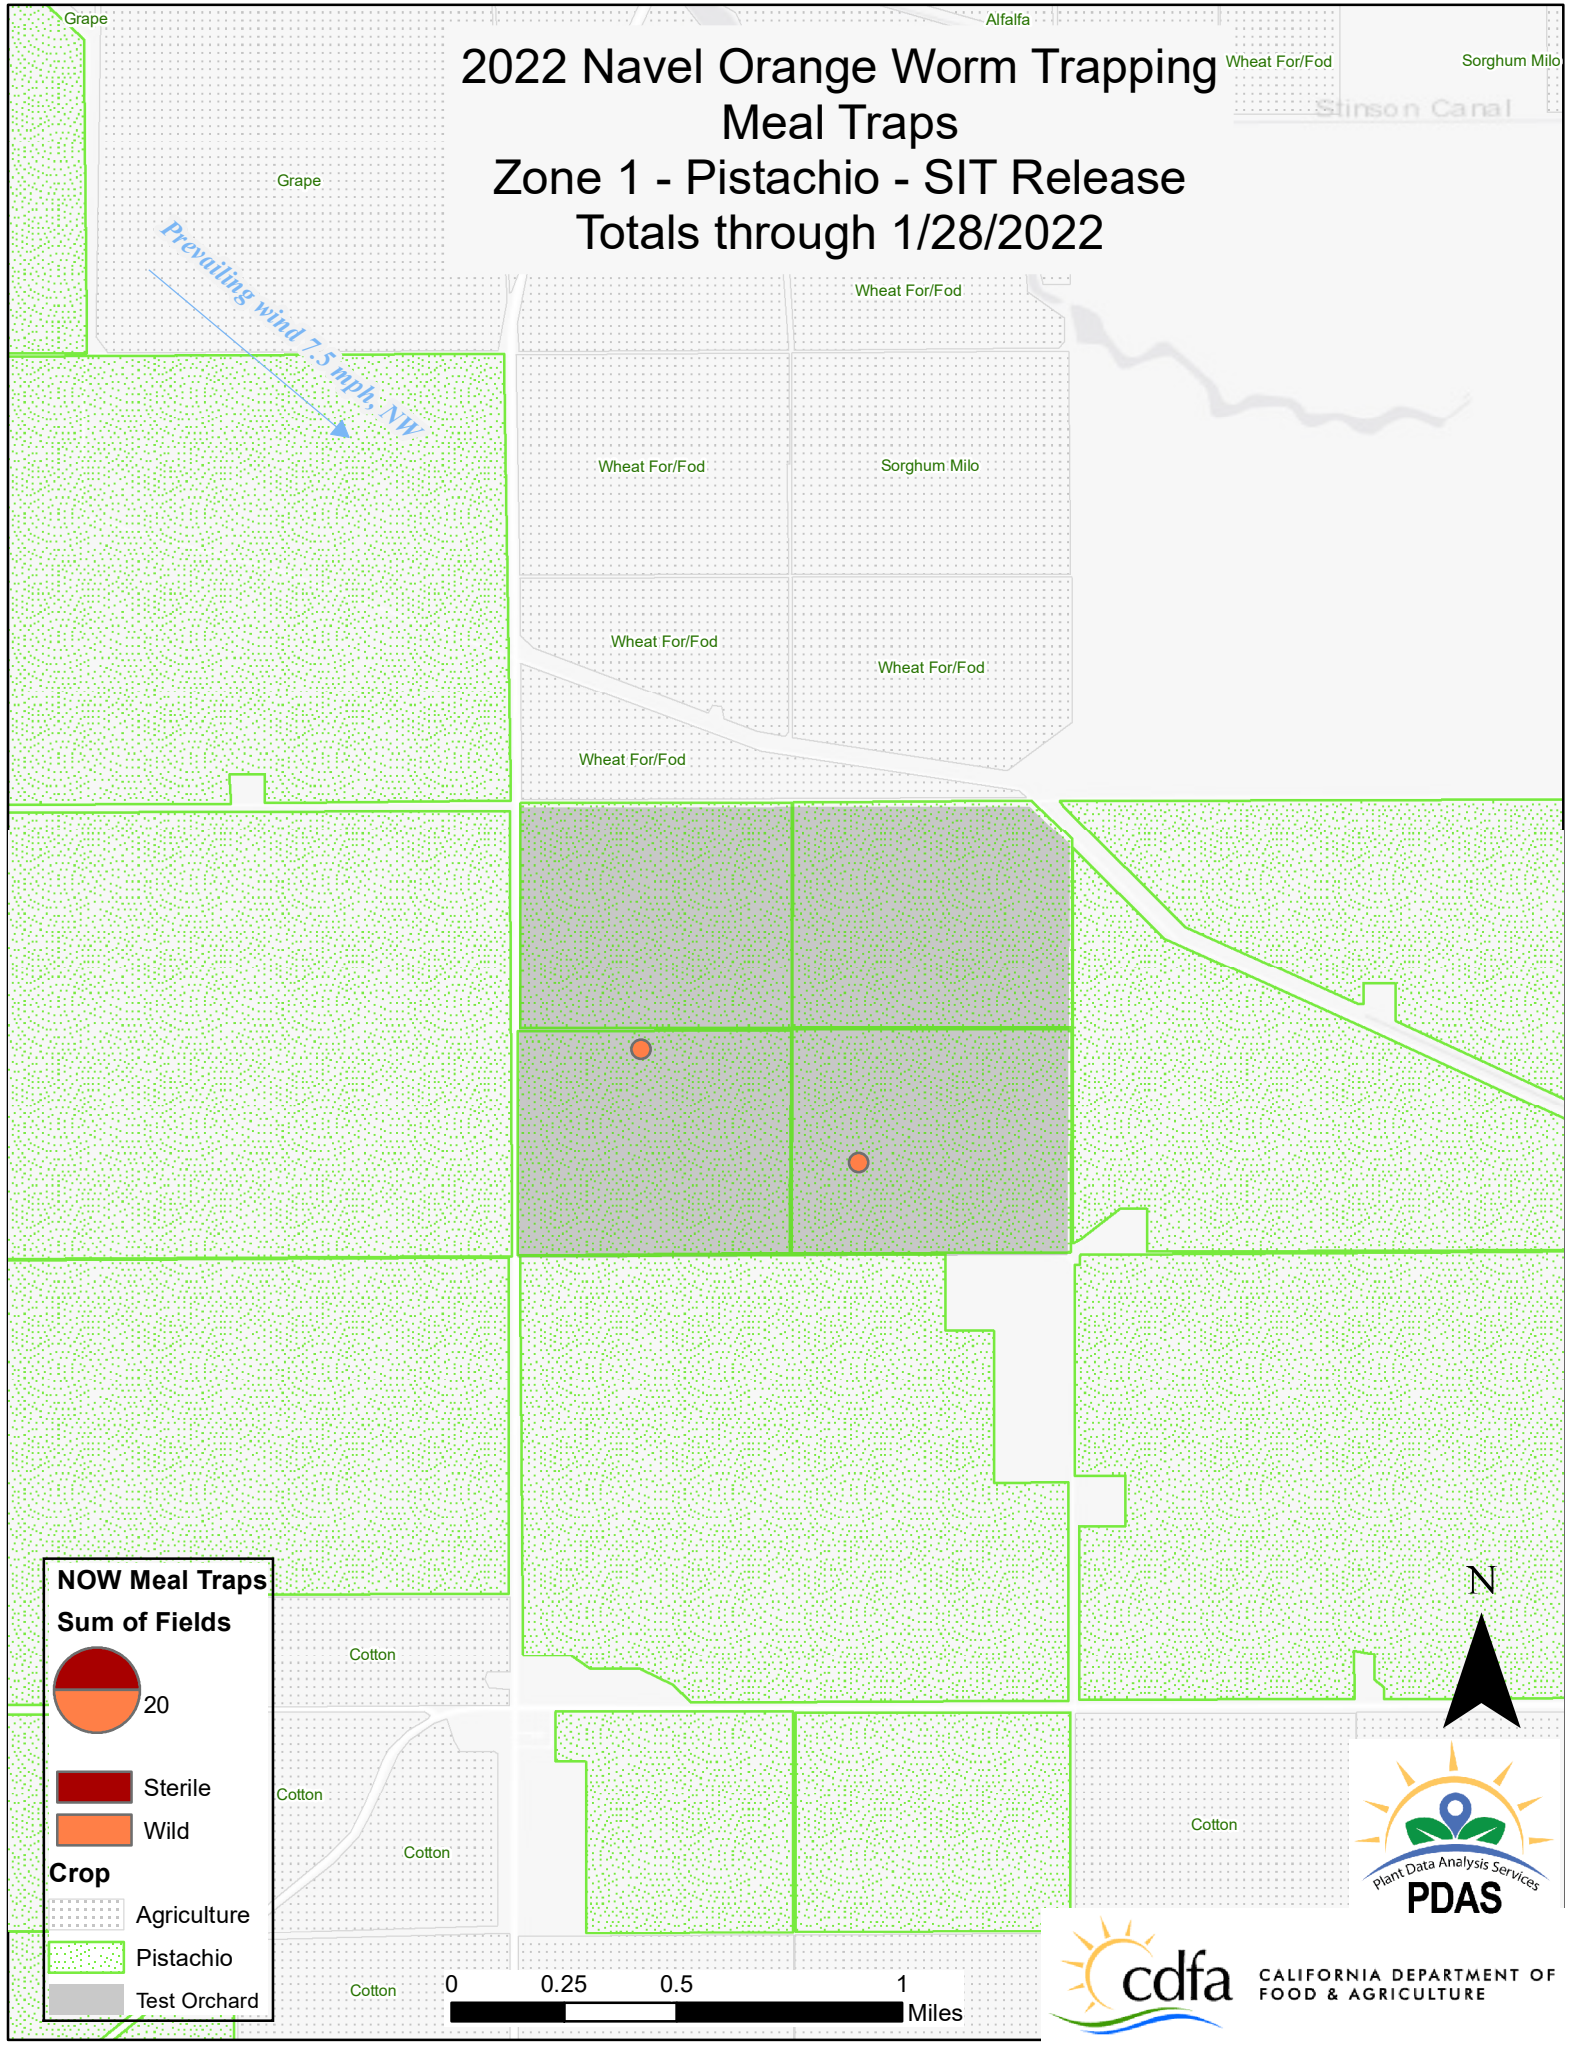 Grape
Alfalfa
2022 Navel Orange Worm Trapping
Meal Traps
Zone 1 - Pistachio - SIT Release
Totals through 1/28/2022
Wheat For/Fod
Sorghum Milo
Stinson Canal
Grape
Prevailing wind 7.5 mph, NW
Wheat For/Fod
Wheat For/Fod
Sorghum Milo
Wheat For/Fod
Wheat For/Fod
Wheat For/Fod
NOW Meal Traps
Sum of Fields
20
Sterile
Wild
Crop
Agriculture
Pistachio
Test Orchard
Cotton
Cotton
Cotton
Cotton
Cotton
N
0 0.25 0.5 1
Miles
Plant Data Analysis Services
PDAS
cdfa
CALIFORNIA DEPARTMENT OF
FOOD & AGRICULTURE